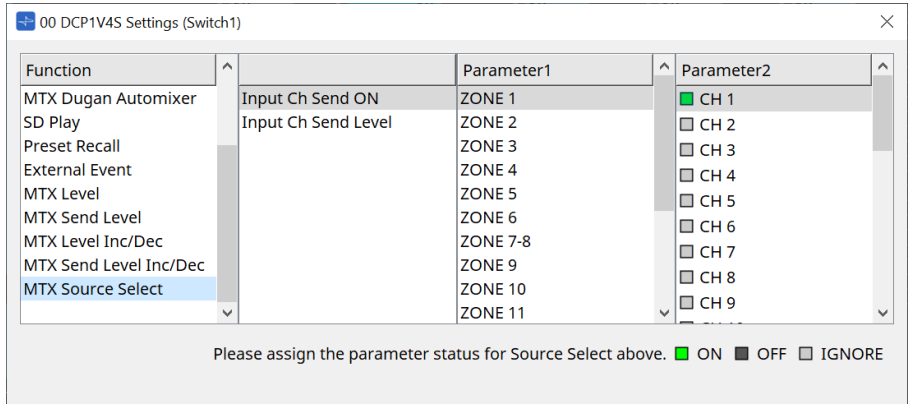 00 DCP1V4S Settings (Switch1)
Function
MTX Dugan Automixer
SD Play
Preset Recall
External Event
MTX Level
MTX Send Level
MTX Level Inc/Dec
MTX Send Level Inc/Dec
MTX Source Select
Input Ch Send ON
Input Ch Send Level
Parameter1
ZONE 1
ZONE 2
ZONE 3
ZONE 4
ZONE 5
ZONE 6
ZONE 7-8
ZONE 9
ZONE 10
ZONE 11
Parameter2
CH 1
CH 2
CH 3
CH 4
CH 5
CH 6
CH 7
CH 8
CH 9
Please assign the parameter status for Source Select above. ON OFF IGNORE